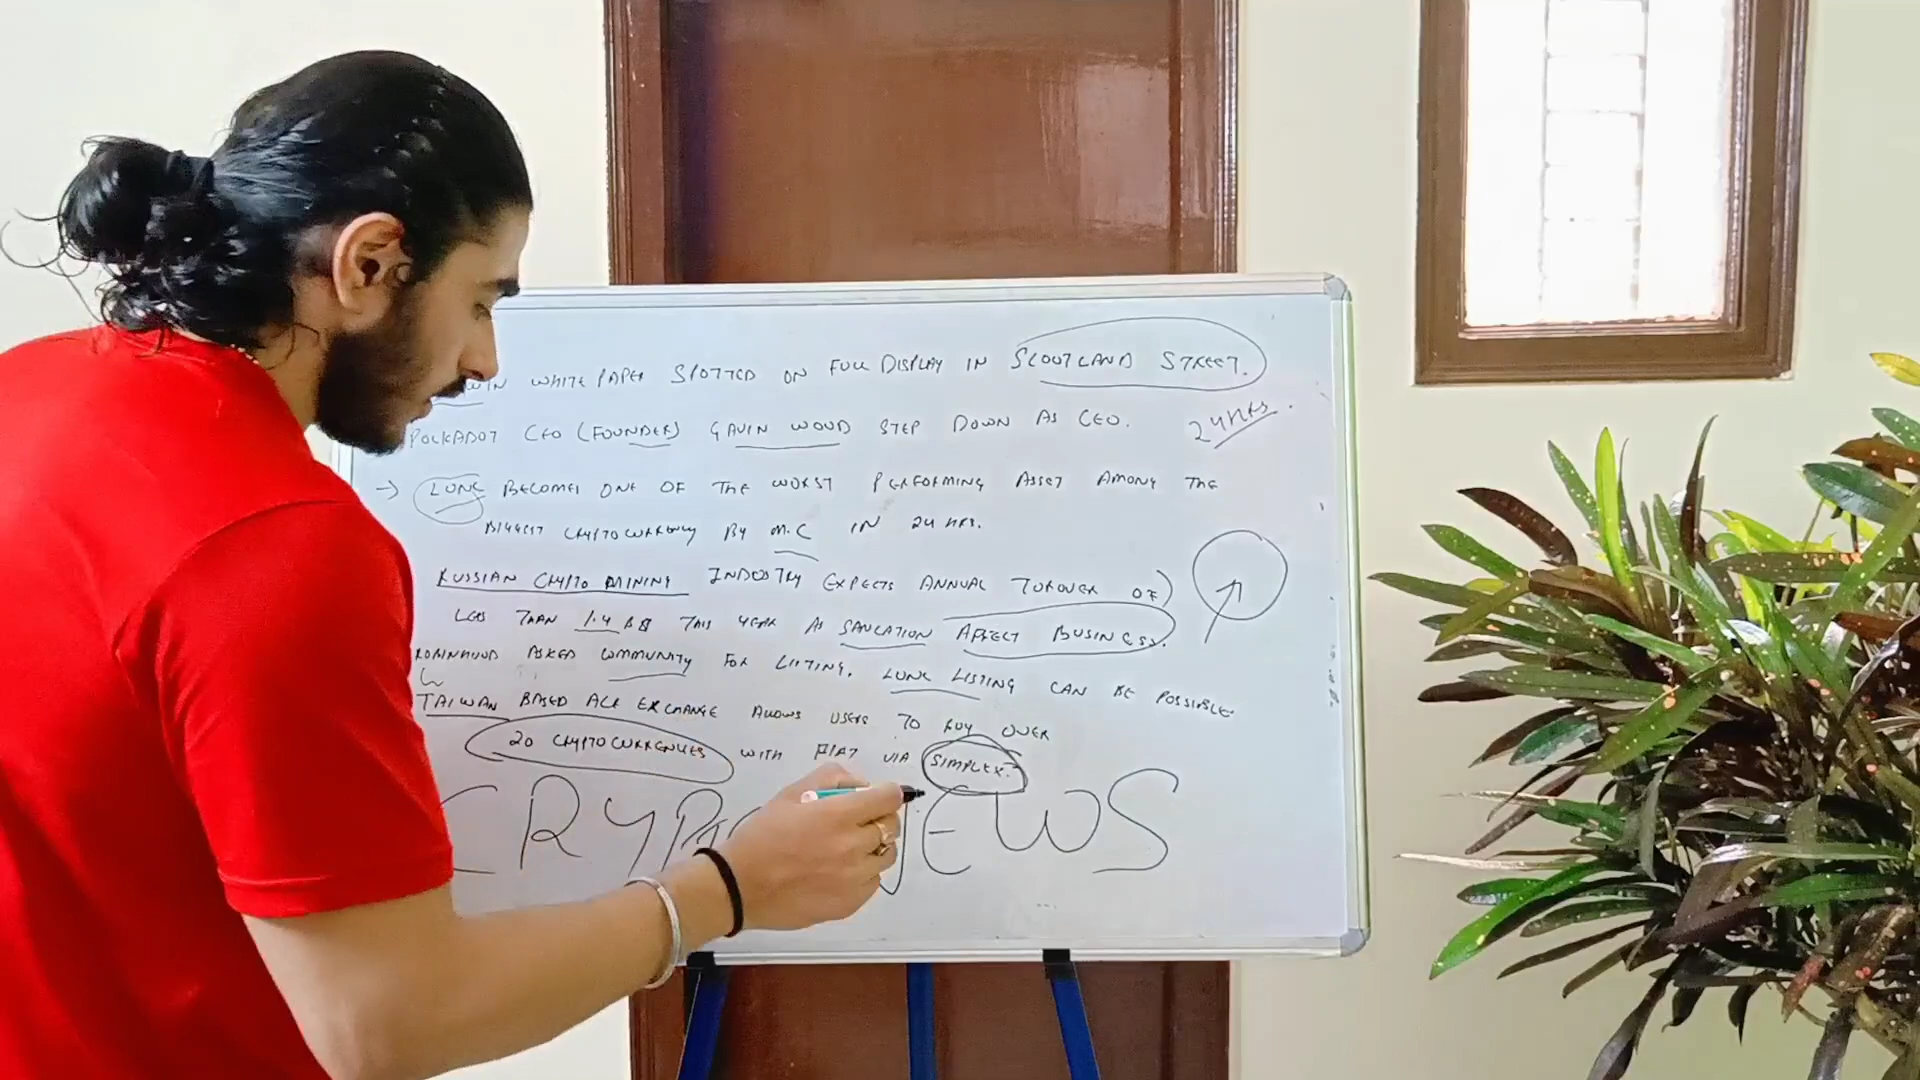 WHITE PAPER SPOTTED ON FULL DISPLAY IN SCOOTLAND STREET.
POLKADOT CEO (FOUNDER) GAVIN WOOD STEP DOWN AS CEO.
24 HRS.
→ LUNC BECOMES ONE OF THE WORST PERFORMING ASSET AMONG THE
BIGGEST CRYPTOCURRENCY BY M.C IN 24 HRS.
RUSSIAN CRYPTO MINING INDUSTRY EXPECTS ANNUAL TUROVER OF
LESS THAN 1.4 B$ THIS YEAR AS SANCATION AFFECT BUSINESS.
ROBINHOOD ASKED COMMUNITY FOR LISTING. LUNC LISTING CAN BE POSSIBLE
TAIWAN BASED ACE EXCHANGE ALLOWS USERS TO BUY OVER
20 CRYPTOCURRENCIES WITH FIAT VIA SIMPLEX.
NEWS